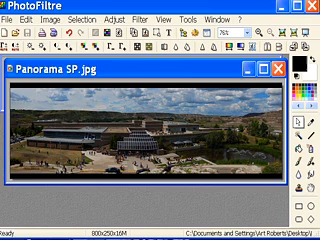 PhotoFiltre
File Edit Image Selection Adjust Filter View Tools Window ?
76%
Panorama SP.jpg
Ready 800x250x16M C:\Documents and Settings\Art Roberts\Desktop\